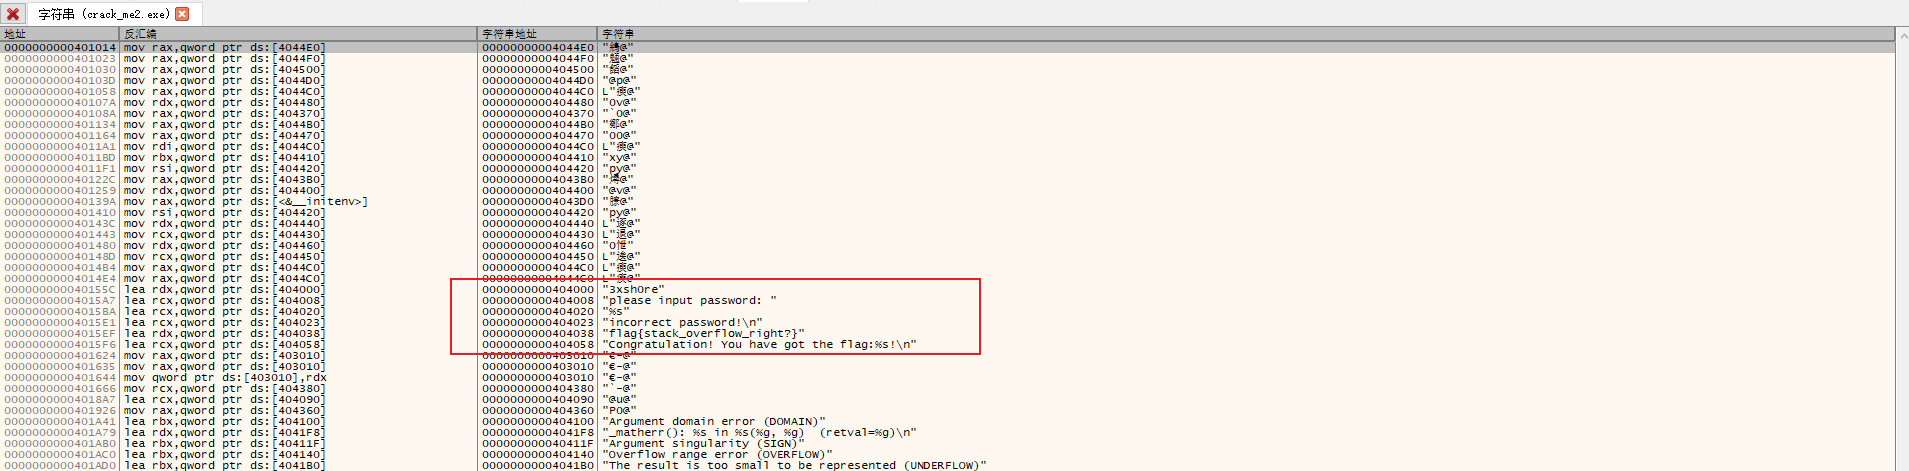 字符串 (crack_me2.exe)
地址 反汇编 字符串地址 字符串
0000000000401014 mov rax,qword ptr ds:[4044E0] 00000000004044E0
0000000000401023 mov rax,qword ptr ds:[4044F0] 00000000004044F0
0000000000401030 mov rax,qword ptr ds:[404500] 0000000000404500
000000000040103D mov rax,qword ptr ds:[4044D0] 00000000004044D0 "@p@"
0000000000401058 mov rax,qword ptr ds:[4044C0] 00000000004044C0
000000000040107A mov rdx,qword ptr ds:[404480] 0000000000404480 "0v@"
000000000040108A mov rax,qword ptr ds:[404370] 0000000000404370 "`0@"
0000000000401134 mov rax,qword ptr ds:[4044B0] 00000000004044B0
0000000000401164 mov rax,qword ptr ds:[404470] 0000000000404470 "00@"
00000000004011A1 mov rdi,qword ptr ds:[4044C0] 00000000004044C0
00000000004011BD mov rbx,qword ptr ds:[404410] 0000000000404410 "xy@"
00000000004011F1 mov rsi,qword ptr ds:[404420] 0000000000404420 "py@"
000000000040122C mov rax,qword ptr ds:[4043B0] 00000000004043B0
0000000000401259 mov rdx,qword ptr ds:[404400] 0000000000404400 "@v@"
000000000040139A mov rax,qword ptr ds:[<&__initenv>] 00000000004043D0
0000000000401410 mov rsi,qword ptr ds:[404420] 0000000000404420 "py@"
000000000040143C mov rdx,qword ptr ds:[404440] 0000000000404440 L"逐@"
0000000000401443 mov rcx,qword ptr ds:[404430] 0000000000404430 L"退@"
0000000000401480 mov rdx,qword ptr ds:[404460] 0000000000404460
000000000040148D mov rcx,qword ptr ds:[404450] 0000000000404450
00000000004014B4 mov rax,qword ptr ds:[4044C0] 00000000004044C0
00000000004014E4 mov rax,qword ptr ds:[4044C0] 00000000004044C0
000000000040155C lea rdx,qword ptr ds:[404000] 0000000000404000 "3xsh0re"
00000000004015A7 lea rcx,qword ptr ds:[404008] 0000000000404008 "please input password: "
00000000004015BA lea rcx,qword ptr ds:[404020] 0000000000404020 "%s"
00000000004015E1 lea rcx,qword ptr ds:[404023] 0000000000404023 "incorrect password!\n"
00000000004015EF lea rdx,qword ptr ds:[404038] 0000000000404038 "flag{stack_overflow_right?}"
00000000004015F6 lea rcx,qword ptr ds:[404058] 0000000000404058 "Congratulation! You have got the flag:%s!\n"
0000000000401624 mov rax,qword ptr ds:[403010] 0000000000403010 "€-@"
0000000000401635 mov rax,qword ptr ds:[403010] 0000000000403010 "€-@"
0000000000401644 mov qword ptr ds:[403010],rdx 0000000000403010 "€-@"
0000000000401666 mov rcx,qword ptr ds:[404380] 0000000000404380 "`-@"
00000000004018A7 lea rcx,qword ptr ds:[404090] 0000000000404090 "@u@"
0000000000401926 mov rax,qword ptr ds:[404360] 0000000000404360 "P0@"
0000000000401A41 lea rbx,qword ptr ds:[404100] 0000000000404100 "Argument domain error (DOMAIN)"
0000000000401A79 lea rdx,qword ptr ds:[4041F8] 00000000004041F8 "_matherr(): %s in %s(%g, %g)  (retval=%g)\n"
0000000000401AB0 lea rbx,qword ptr ds:[40411F] 000000000040411F "Argument singularity (SIGN)"
0000000000401AC0 lea rbx,qword ptr ds:[404140] 0000000000404140 "Overflow range error (OVERFLOW)"
0000000000401AD0 lea rbx,qword ptr ds:[4041B0] 00000000004041B0 "The result is too small to be represented (UNDERFLOW)"